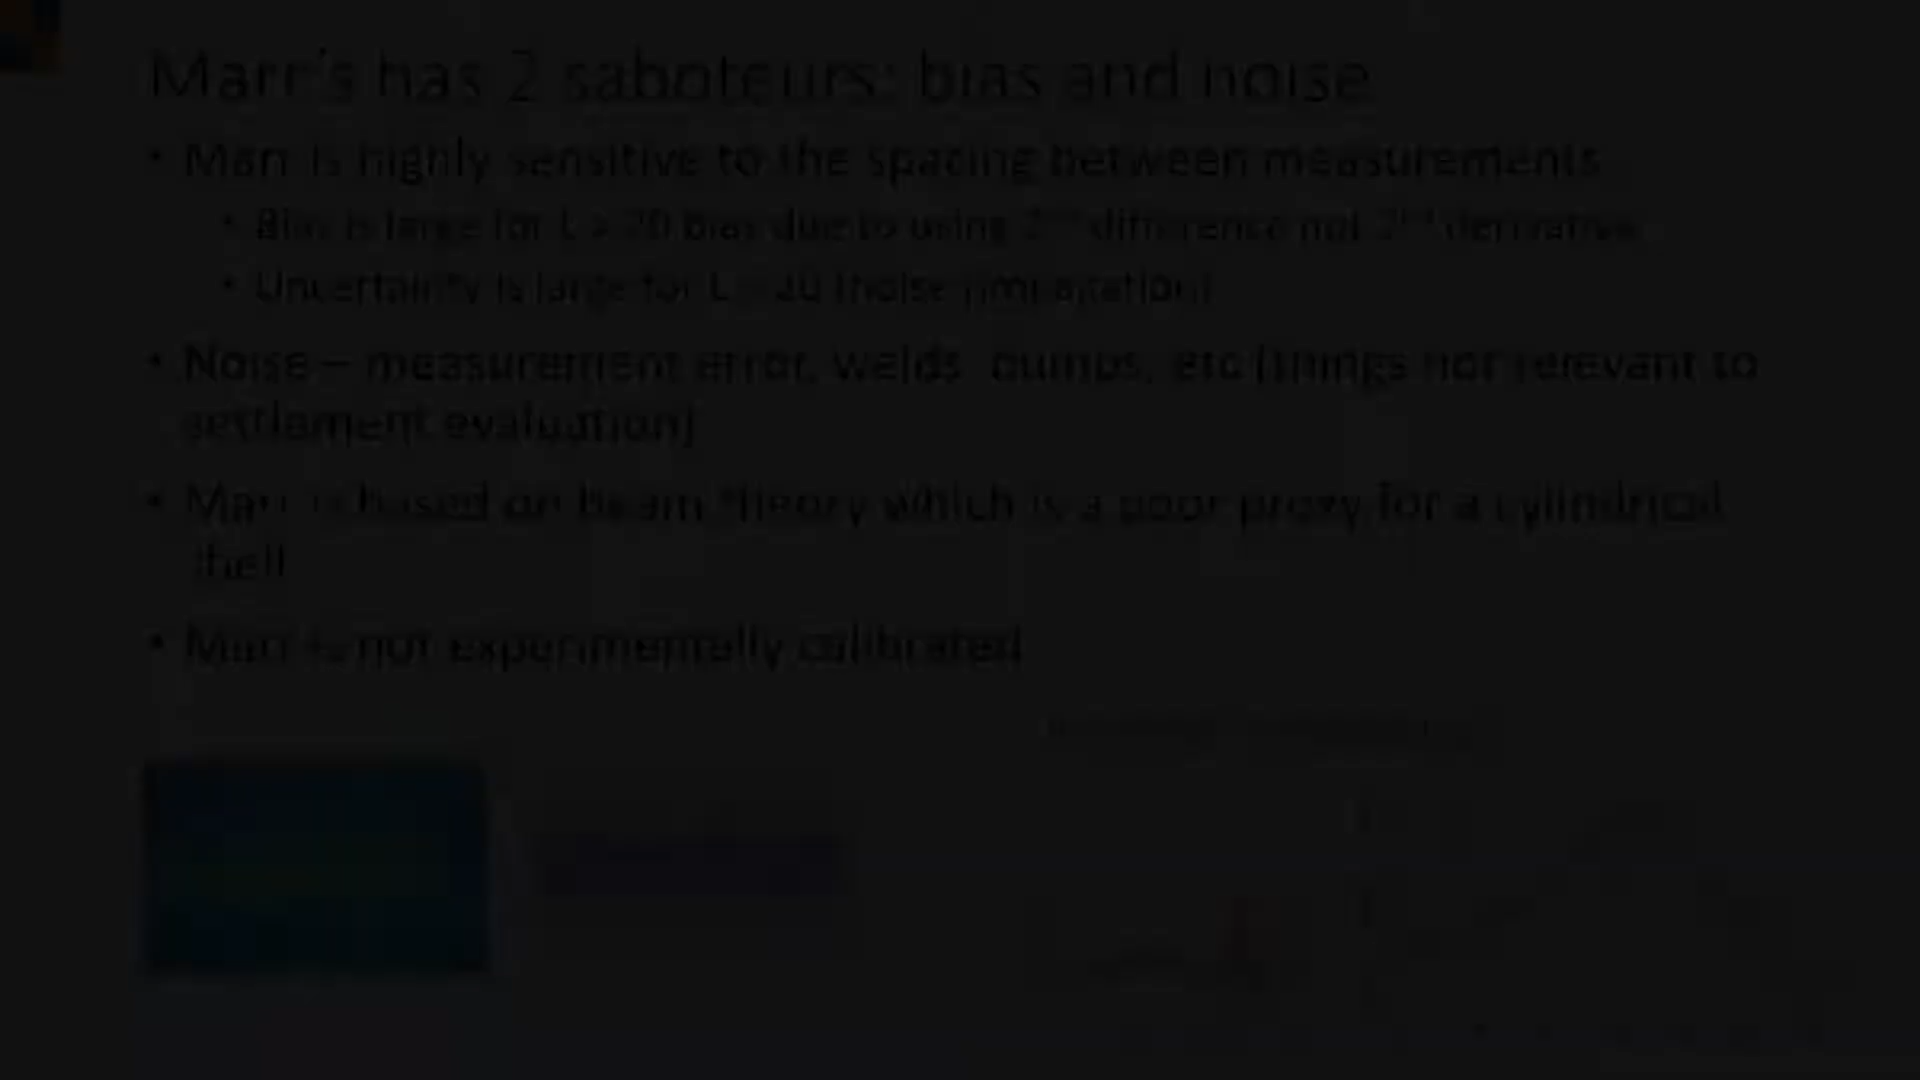 Marr's has 2 saboteurs: bias and noise
• Marr is highly sensitive to the spacing between measurements
• Bias is large for L > 20 bias due to using 2nd difference not 2nd derivative
• Uncertainty is large for L 20 (noise
• Noise – measurement error, welds, bumps, etc (things not relevant to
settlement evaluation)
• Marr is based on beam theory which is a poor proxy for a cylindrical
shell
• Marr is not experimentally calibrated